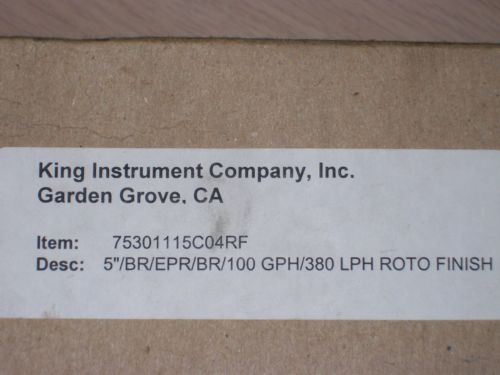 King Instrument Company, Inc.
Garden Grove, CA
Item: 75301115C04RF
Desc: 5"/BR/EPR/BR/100 GPH/380 LPH ROTO FINISH